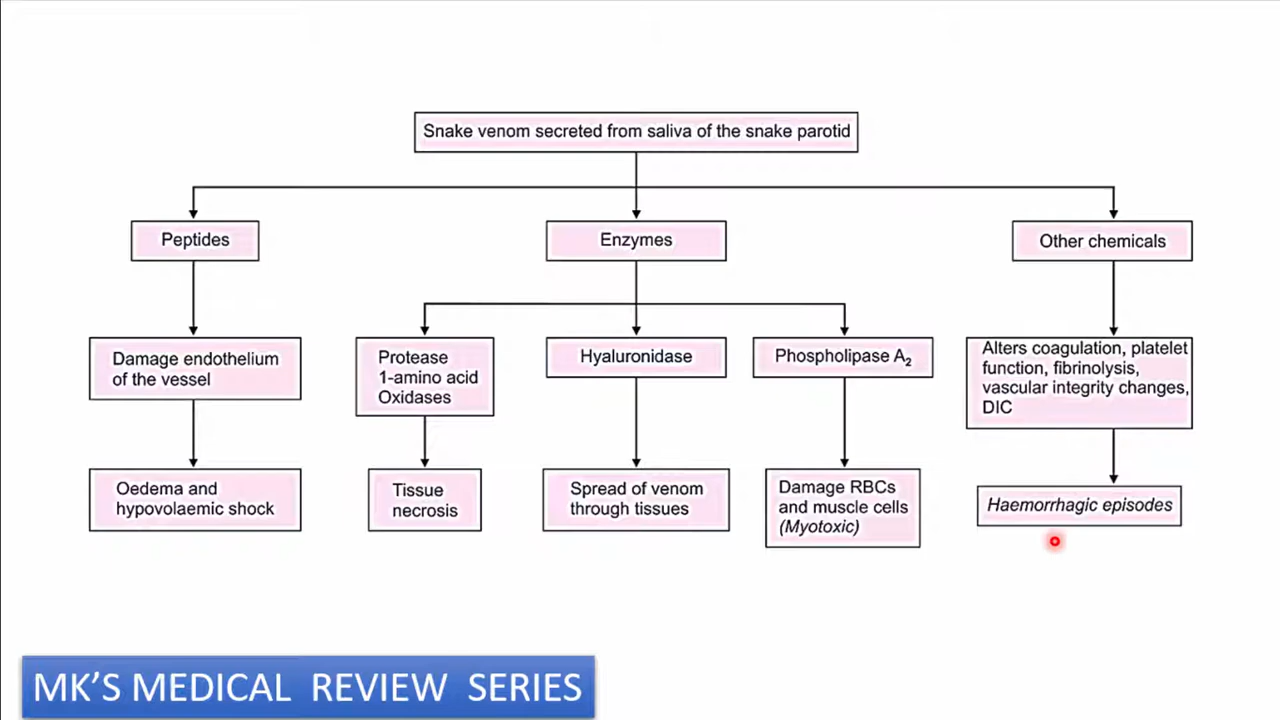 Snake venom secreted from saliva of the snake parotid
Peptides
Enzymes
Other chemicals
Damage endothelium
of the vessel
Protease
1-amino acid
Oxidases
Hyaluronidase
Phospholipase A₂
Alters coagulation, platelet
function, fibrinolysis,
vascular integrity changes,
DIC
Oedema and
hypovolaemic shock
Tissue
necrosis
Spread of venom
through tissues
Damage RBCs
and muscle cells
(Myotoxic)
Haemorrhagic episodes
MK'S MEDICAL REVIEW SERIES